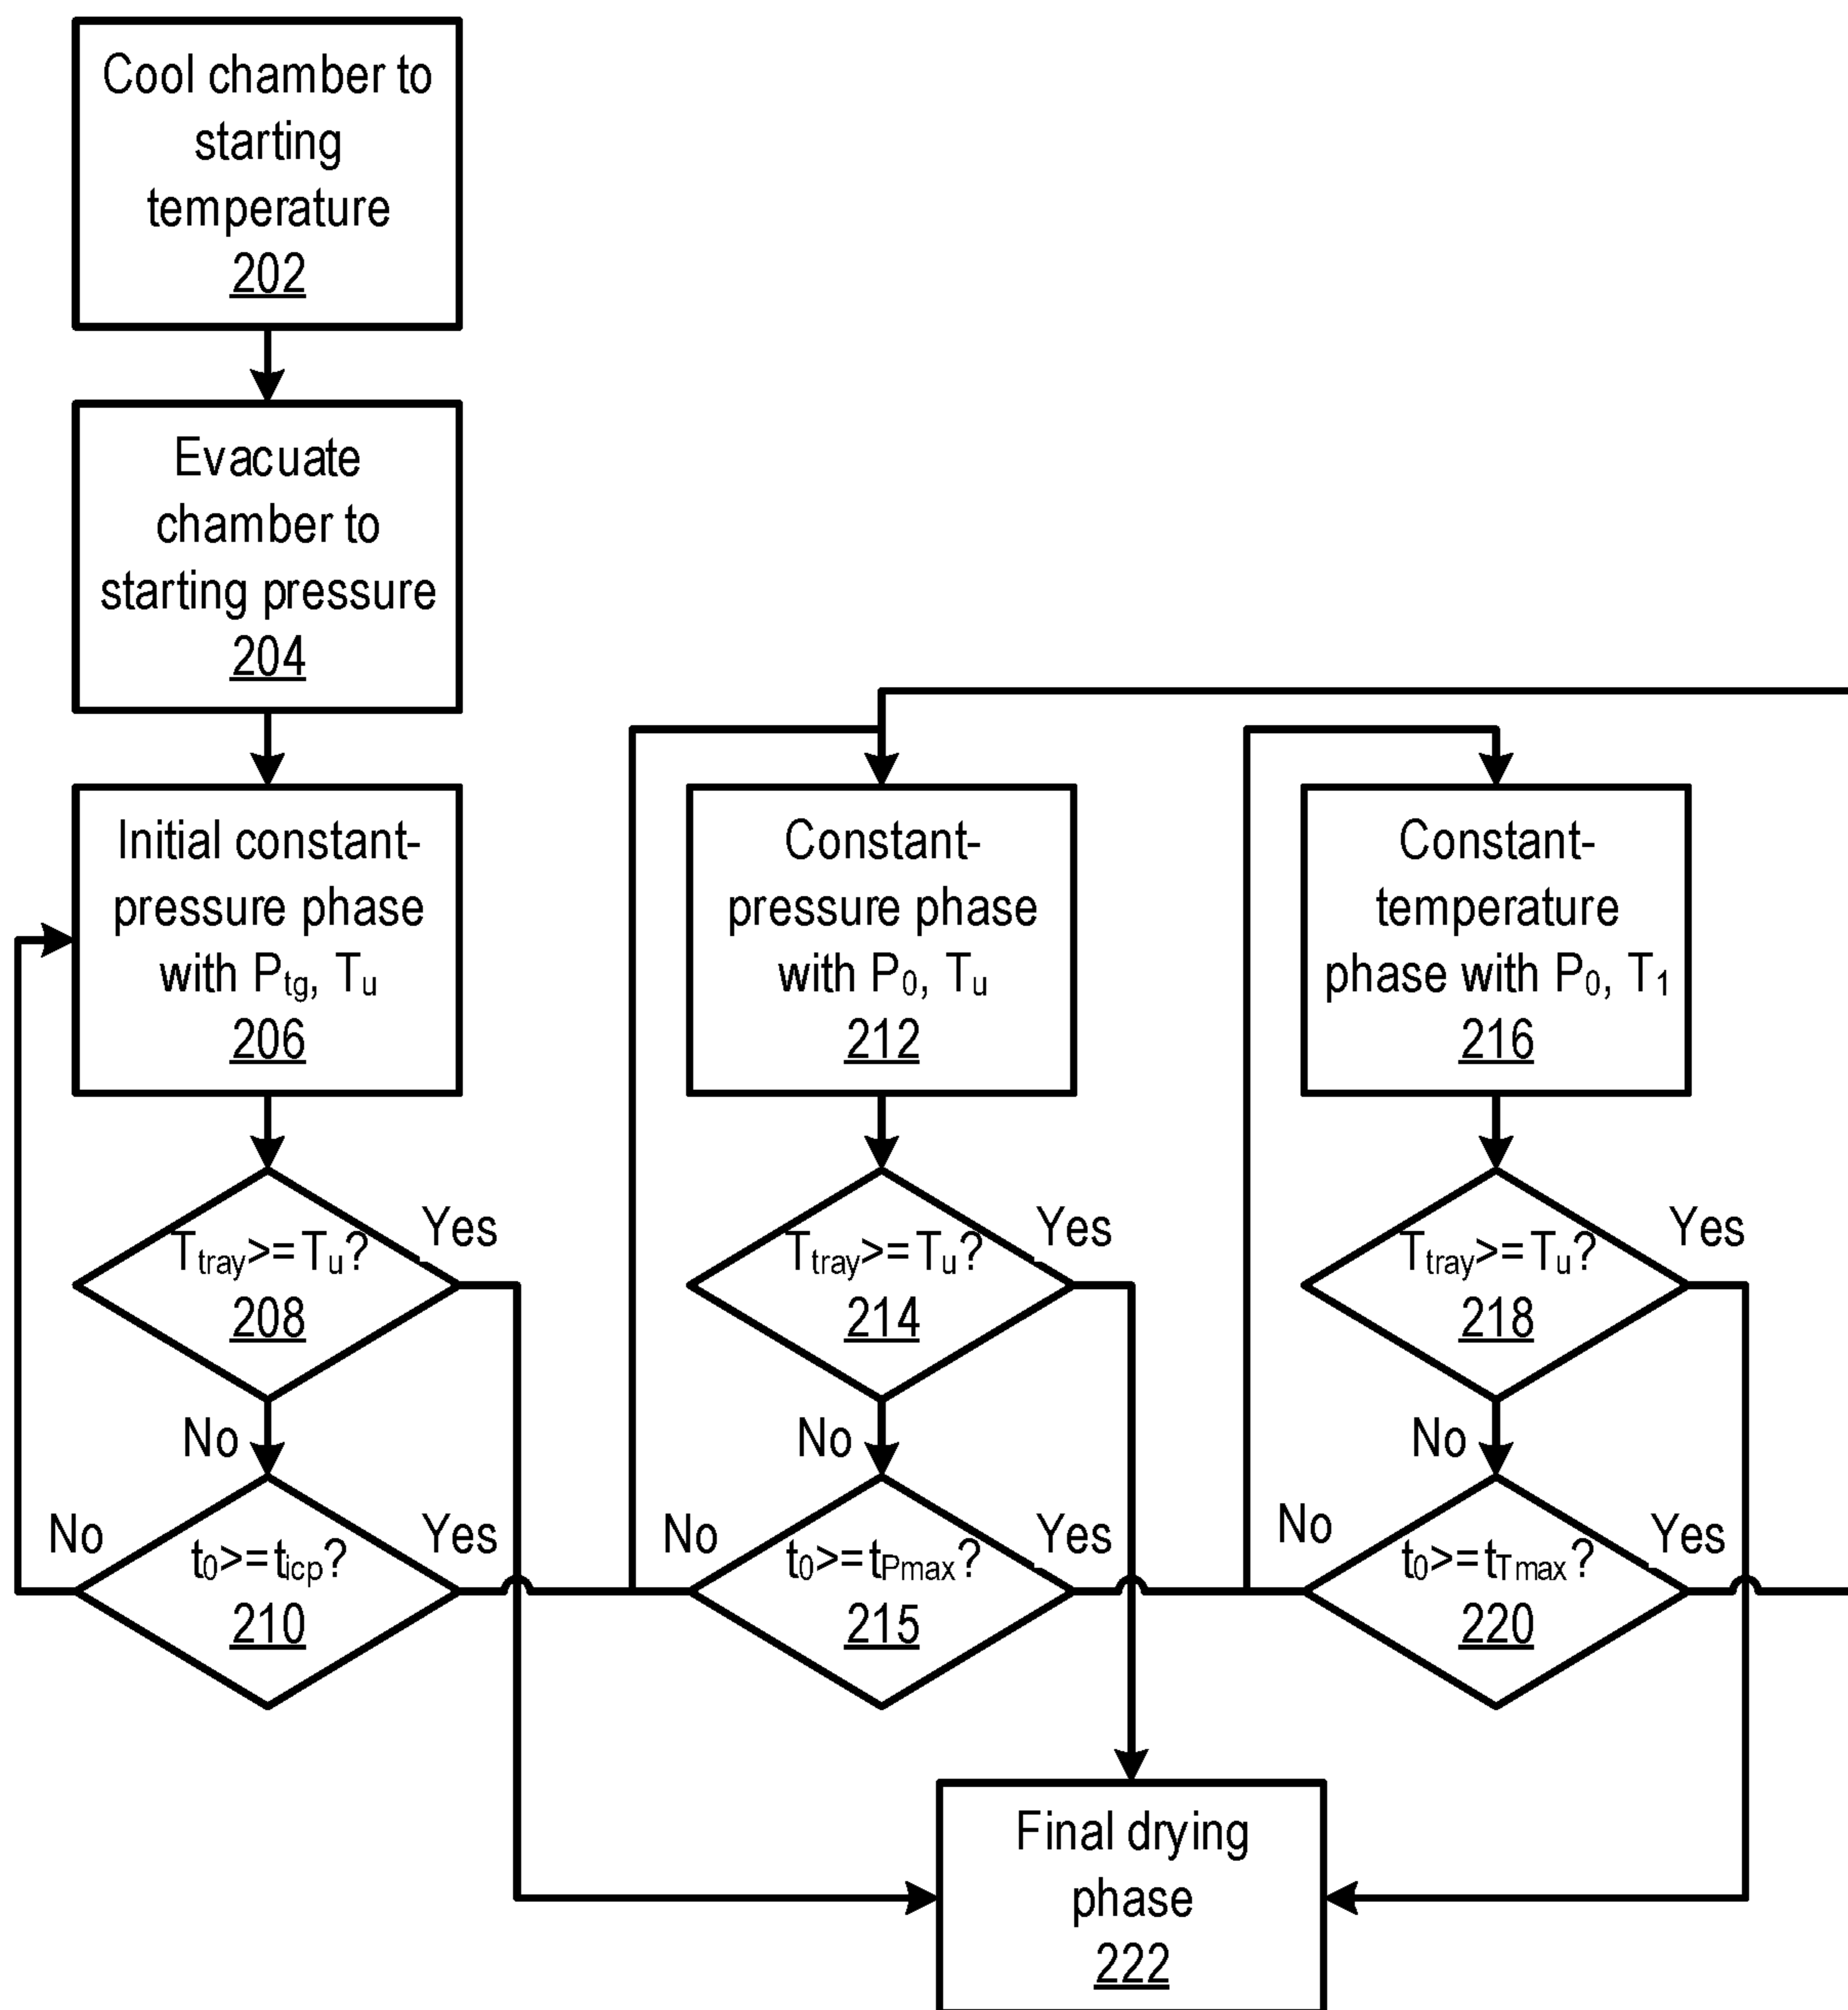 Cool chamber to
starting
temperature
202
Evacuate
chamber to
starting pressure
204
Initial constant-
pressure phase
with Ptg, Tu
206
Ttray>=Tu?
208
Yes
No
t0>=ticp?
210
No
Yes
Constant-
pressure phase
with P0, Tu
212
Ttray>=Tu?
214
Yes
No
t0>=tPmax?
215
No
Yes
Constant-
temperature
phase with P0, T1
216
Ttray>=Tu?
218
Yes
No
t0>=tTmax?
220
No
Yes
Final drying
phase
222